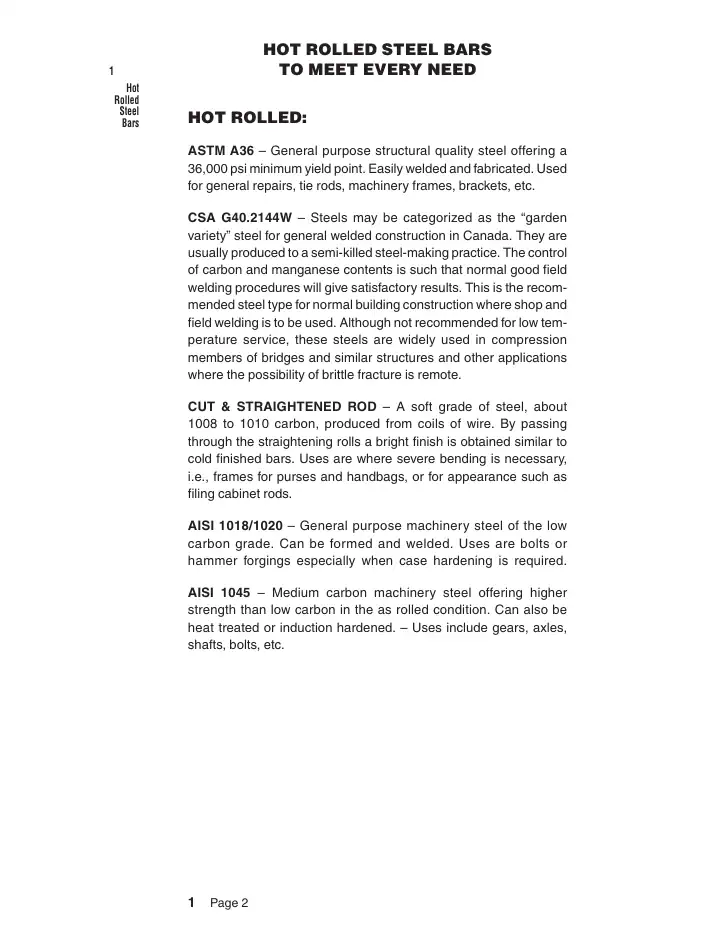 HOT ROLLED STEEL BARS
TO MEET EVERY NEED
1
Hot
Rolled
Steel
Bars
HOT ROLLED:
ASTM A36 – General purpose structural quality steel offering a
36,000 psi minimum yield point. Easily welded and fabricated. Used
for general repairs, tie rods, machinery frames, brackets, etc.
CSA G40.2144W – Steels may be categorized as the “garden
variety” steel for general welded construction in Canada. They are
usually produced to a semi-killed steel-making practice. The control
of carbon and manganese contents is such that normal good field
welding procedures will give satisfactory results. This is the recom-
mended steel type for normal building construction where shop and
field welding is to be used. Although not recommended for low tem-
perature service, these steels are widely used in compression
members of bridges and similar structures and other applications
where the possibility of brittle fracture is remote.
CUT & STRAIGHTENED ROD – A soft grade of steel, about
1008 to 1010 carbon, produced from coils of wire. By passing
through the straightening rolls a bright finish is obtained similar to
cold finished bars. Uses are where severe bending is necessary,
i.e., frames for purses and handbags, or for appearance such as
filing cabinet rods.
AISI 1018/1020 – General purpose machinery steel of the low
carbon grade. Can be formed and welded. Uses are bolts or
hammer forgings especially when case hardening is required.
AISI 1045 – Medium carbon machinery steel offering higher
strength than low carbon in the as rolled condition. Can also be
heat treated or induction hardened. – Uses include gears, axles,
shafts, bolts, etc.
1 Page 2